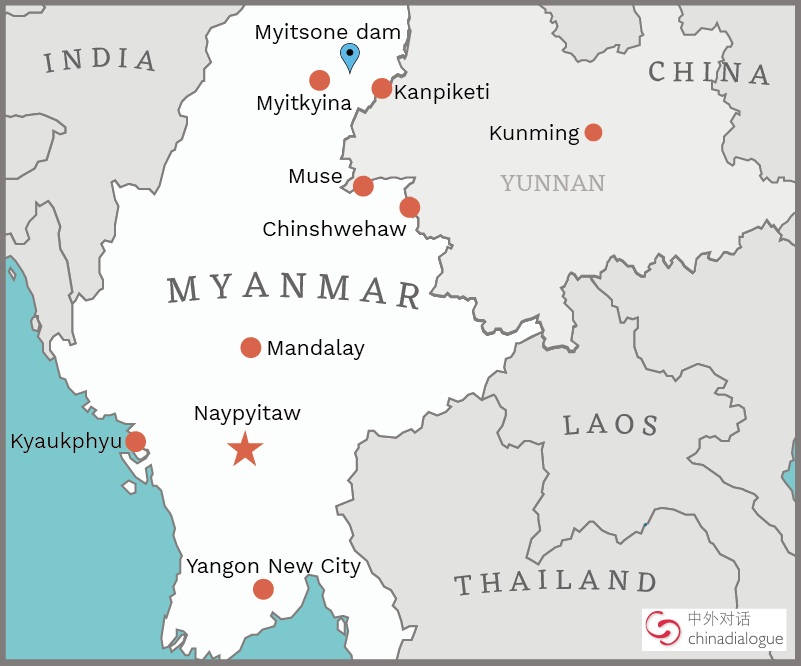 Myitsone dam
INDIA
CHINA
Myitkyina
Kanpiketi
Kunming
Muse
YUNNAN
Chinshwehaw
MYANMAR
Mandalay
Naypyitaw
LAOS
Kyaukphyu
Yangon New City
THAILAND
中外对话
chinadialogue